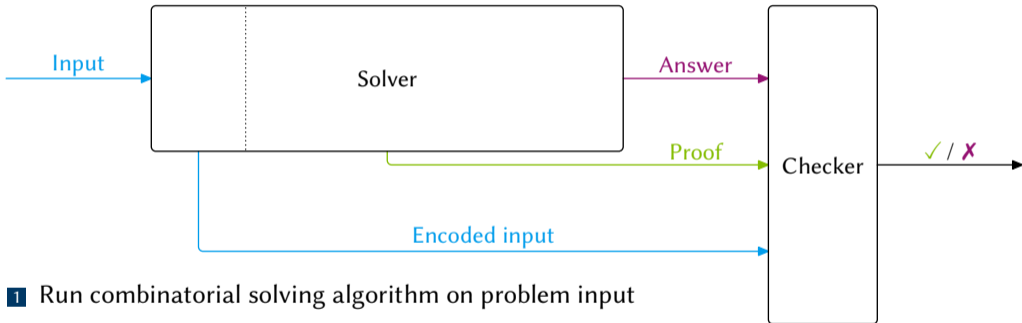 Input
Solver
Answer
Proof
Checker
✓ / ✗
Encoded input
1 Run combinatorial solving algorithm on problem input